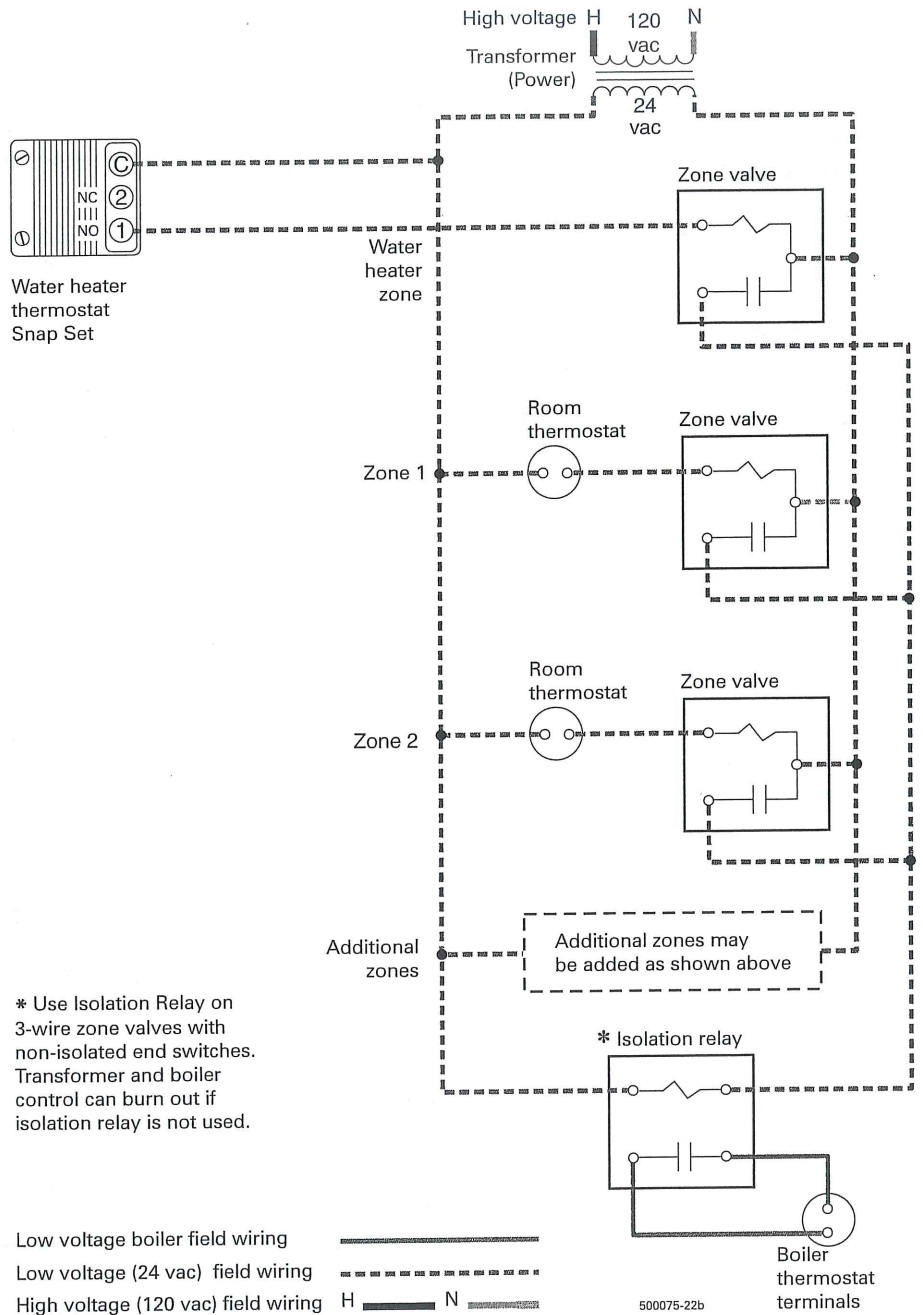 High voltage H 120 N
vac
Transformer
(Power)
24
vac
C
NC 2
NO 1
Water heater
thermostat
Snap Set
Water
heater
zone
Zone valve
Room
thermostat
Zone valve
Zone 1
Room
thermostat
Zone valve
Zone 2
Additional
zones
Additional zones may
be added as shown above
* Use Isolation Relay on
3-wire zone valves with
non-isolated end switches.
Transformer and boiler
control can burn out if
isolation relay is not used.
* Isolation relay
Boiler
thermostat
terminals
Low voltage boiler field wiring
Low voltage (24 vac) field wiring
High voltage (120 vac) field wiring H N
500075-22b